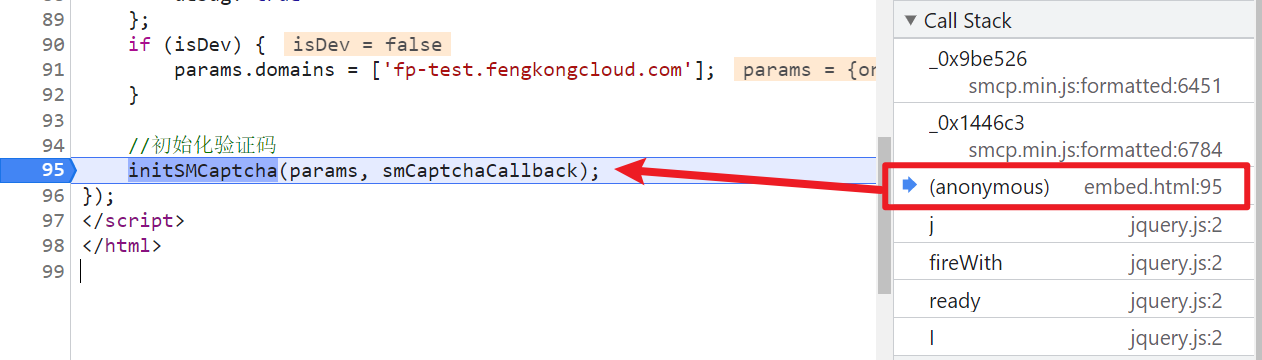 89 };
90 if (isDev) { isDev = false
91 params.domains = ['fp-test.fengkongcloud.com']; params = {or
92 }
93
94 //初始化验证码
95 initSMCaptcha(params, smCaptchaCallback);
96 });
97 </script>
98 </html>
99
Call Stack
_0x9be526
smcp.min.js:formatted:6451
_0x1446c3
smcp.min.js:formatted:6784
(anonymous) embed.html:95
j jquery.js:2
fireWith jquery.js:2
ready jquery.js:2
I jquery.js:2